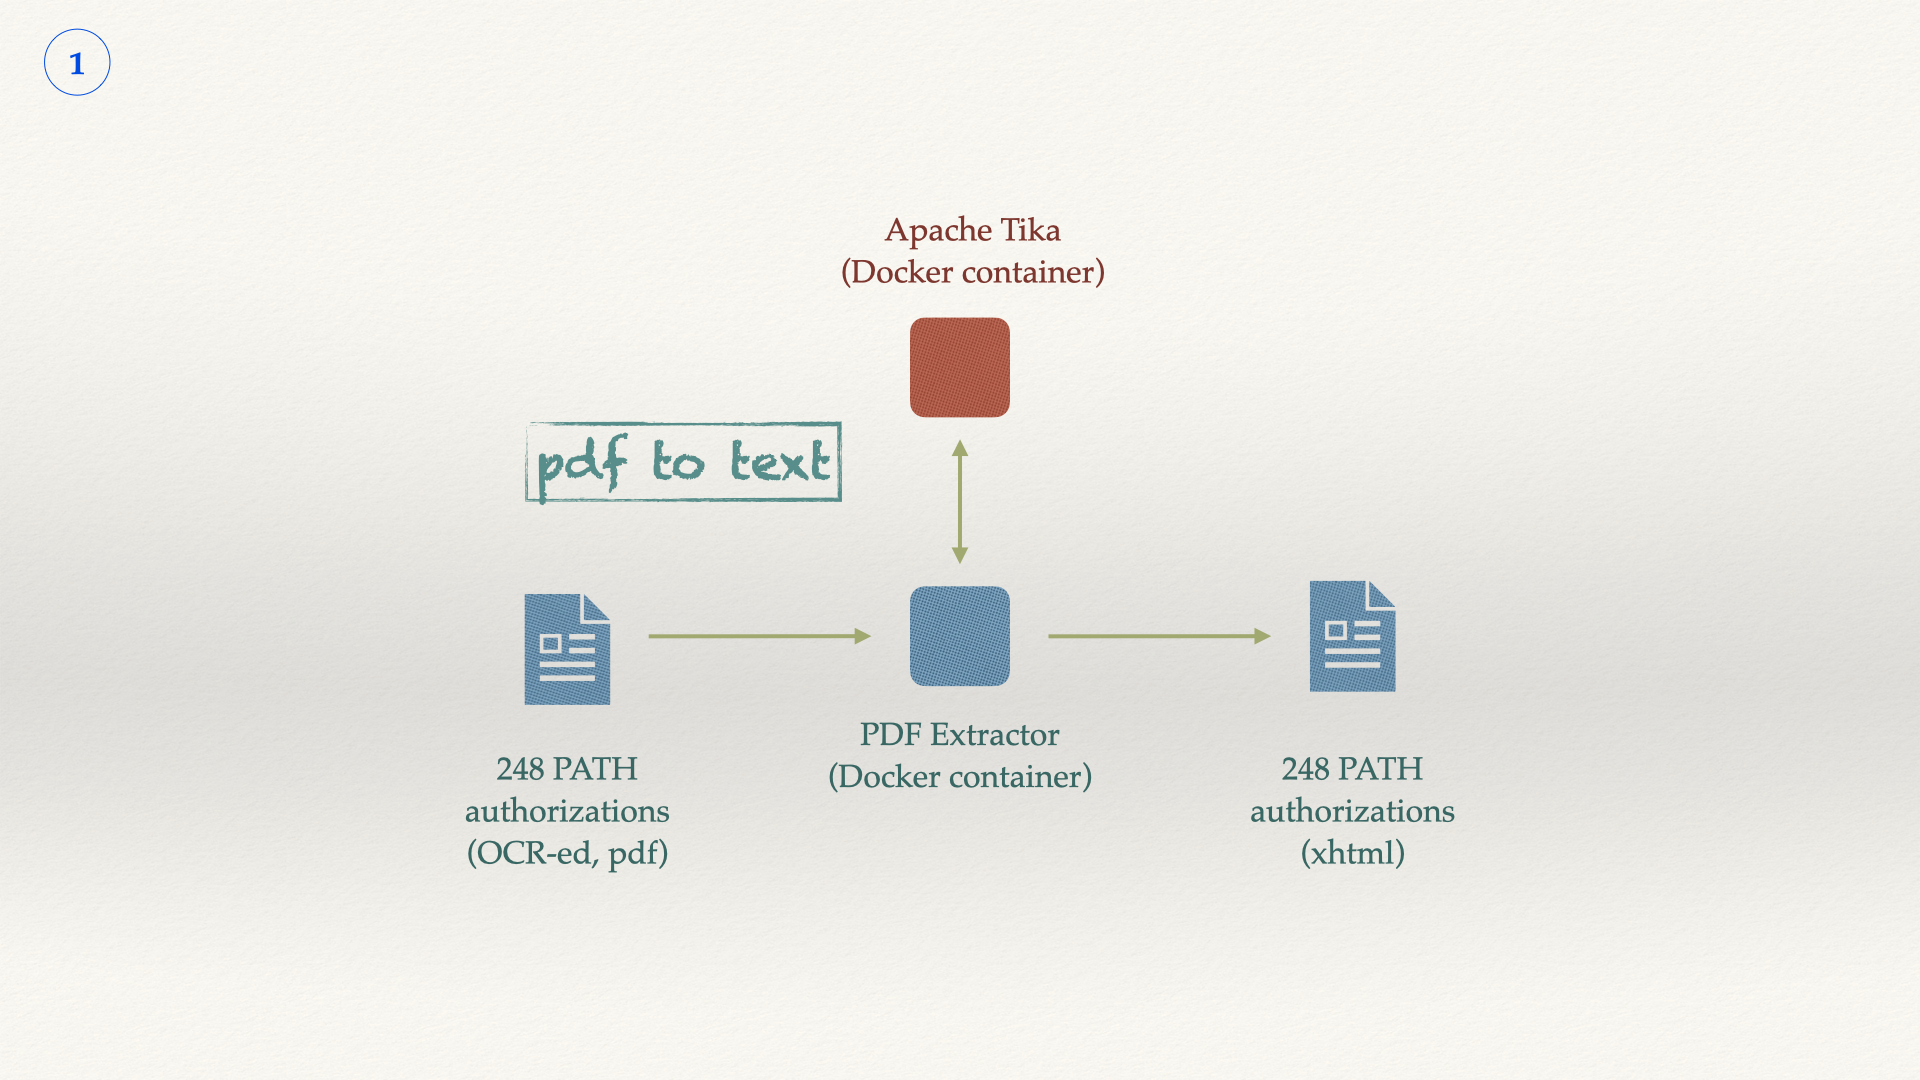 1
Apache Tika
(Docker container)
pdf to text
248 PATH
authorizations
(OCR-ed, pdf)
PDF Extractor
(Docker container)
248 PATH
authorizations
(xhtml)